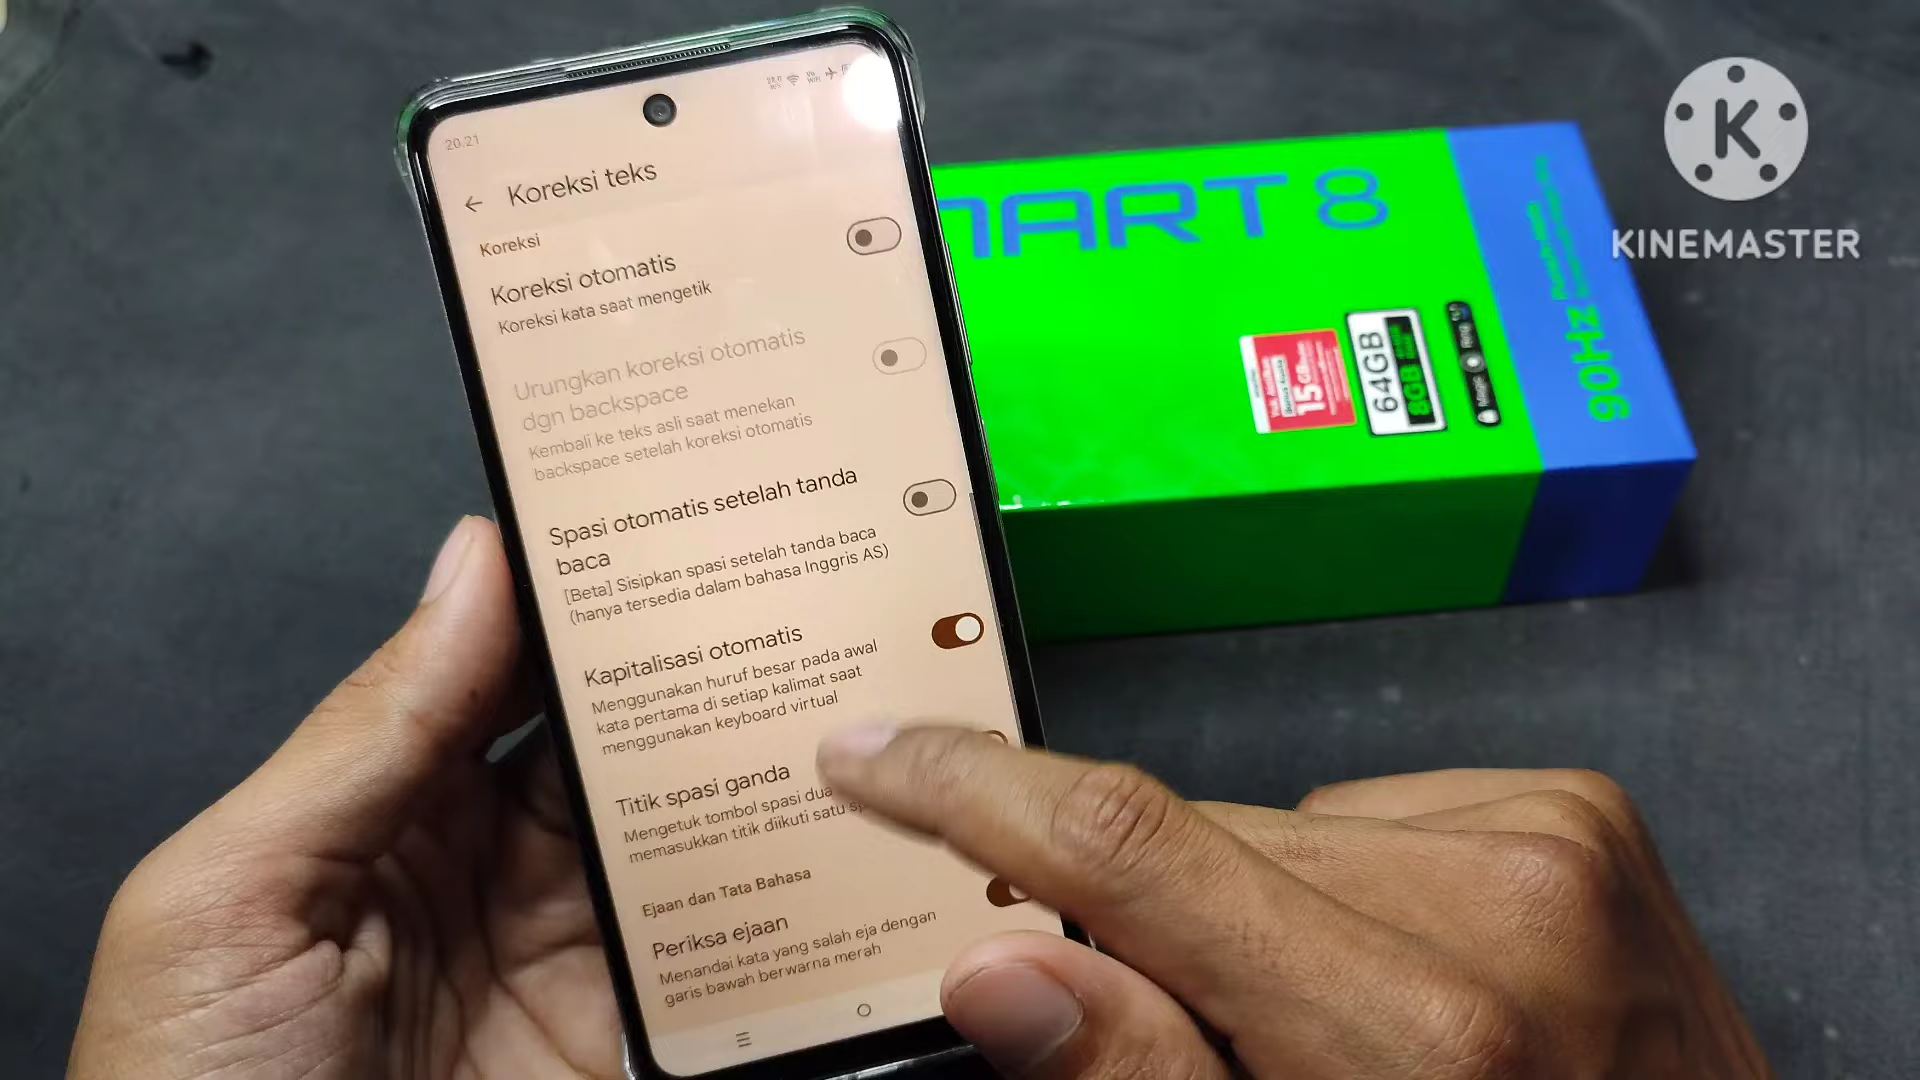 20.21
Koreksi teks
Koreksi
Koreksi otomatis
Koreksi kata saat mengetik
Urungkan koreksi otomatis
dgn backspace
Kembali ke teks asli saat menekan
backspace setelah koreksi otomatis
Spasi otomatis setelah tanda
baca
[Beta] Sisipkan spasi setelah tanda baca
(hanya tersedia dalam bahasa Inggris AS)
Kapitalisasi otomatis
Menggunakan huruf besar pada awal
kata pertama di setiap kalimat saat
menggunakan keyboard virtual
Titik spasi ganda
Mengetuk tombol spasi dua
memasukkan titik diikuti satu
Ejaan dan Tata Bahasa
Periksa ejaan
Menandai kata yang salah eja dengan
garis bawah berwarna merah
MART 8
15
64GB
8GB
Magic Ring
90Hz
K
KINEMASTER